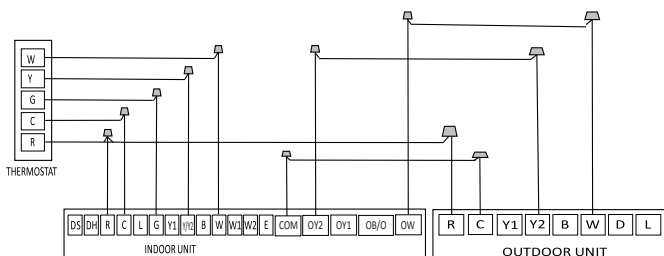 W
Y
G
C
R
THERMOSTAT
DS DH R C L G Y1 Y/Y2 B W W1 W2 E COM OY2 OY1 OB/O OW
INDOOR UNIT
R C Y1 Y2 B W D L
OUTDOOR UNIT